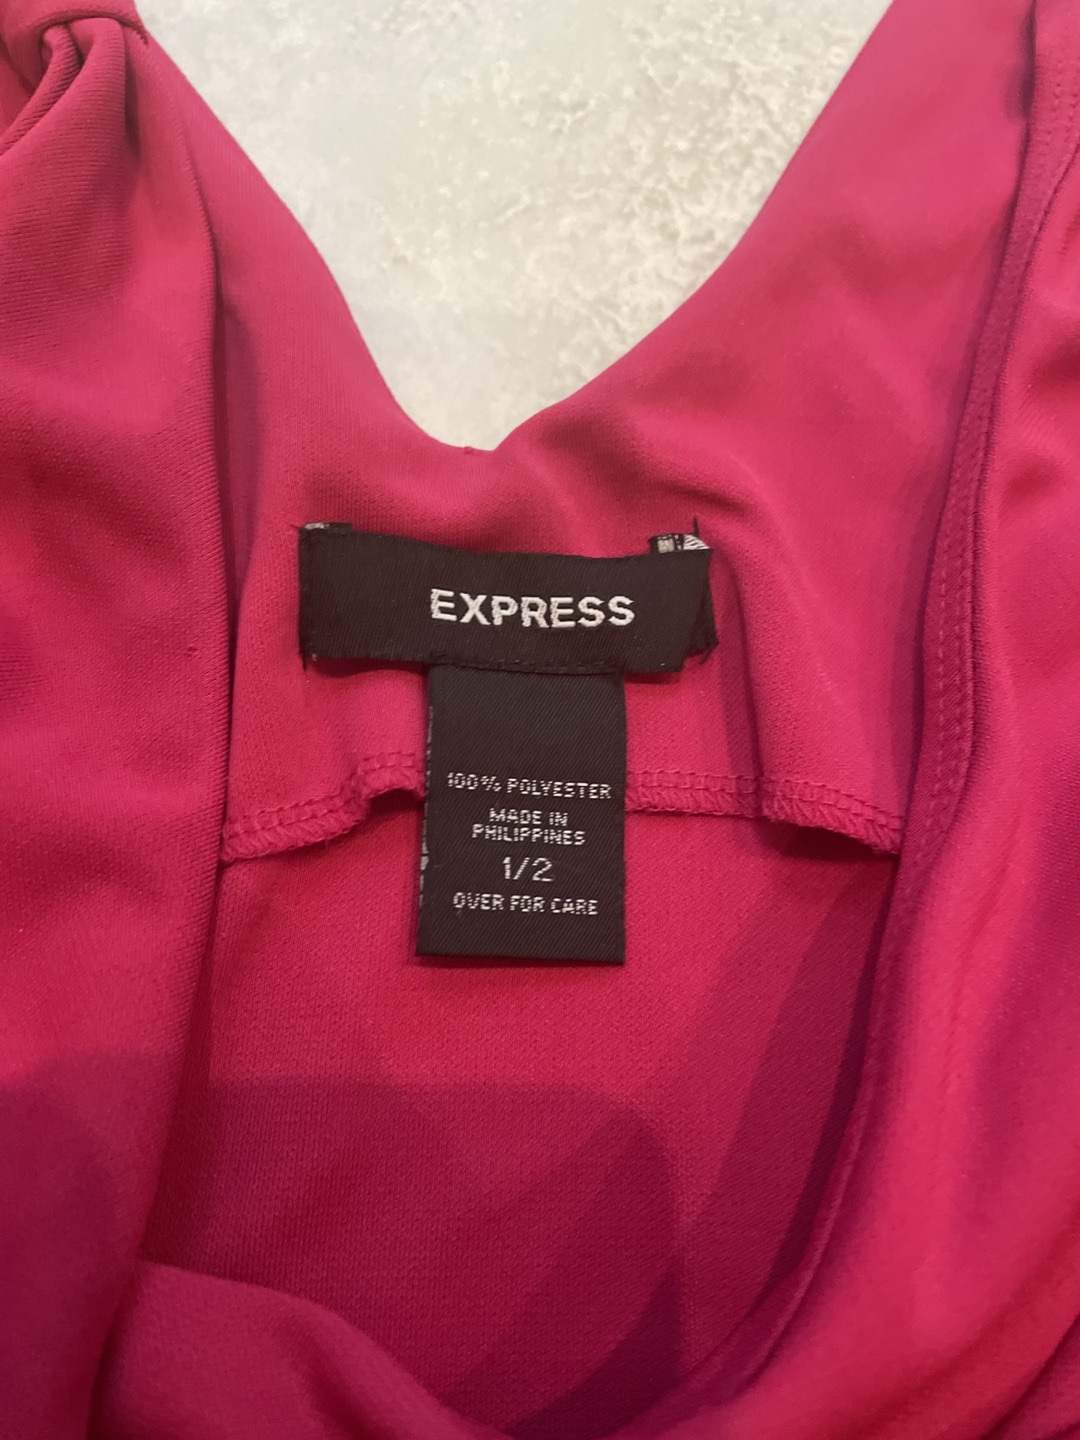 EXPRESS
100% POLYESTER
MADE IN
PHILIPPINES
1/2
OVER FOR CARE